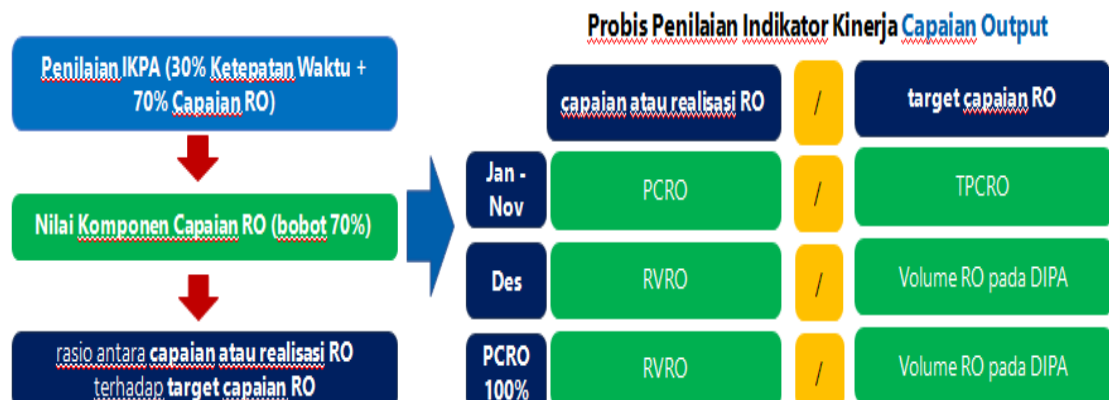 Probis Penilaian Indikator Kinerja Capaian Output
Penilaian IKPA (30% Ketepatan Waktu +
70% Capaian RO)
Nilai Komponen Capaian RO (bobot 70%)
rasio antara capaian atau realisasi RO
terhadap target capaian RO
capaian atau realisasi RO / target capaian RO
Jan -
Nov
PCRO / TPCRO
Des RVRO / Volume RO pada DIPA
PCRO
100%
RVRO / Volume RO pada DIPA